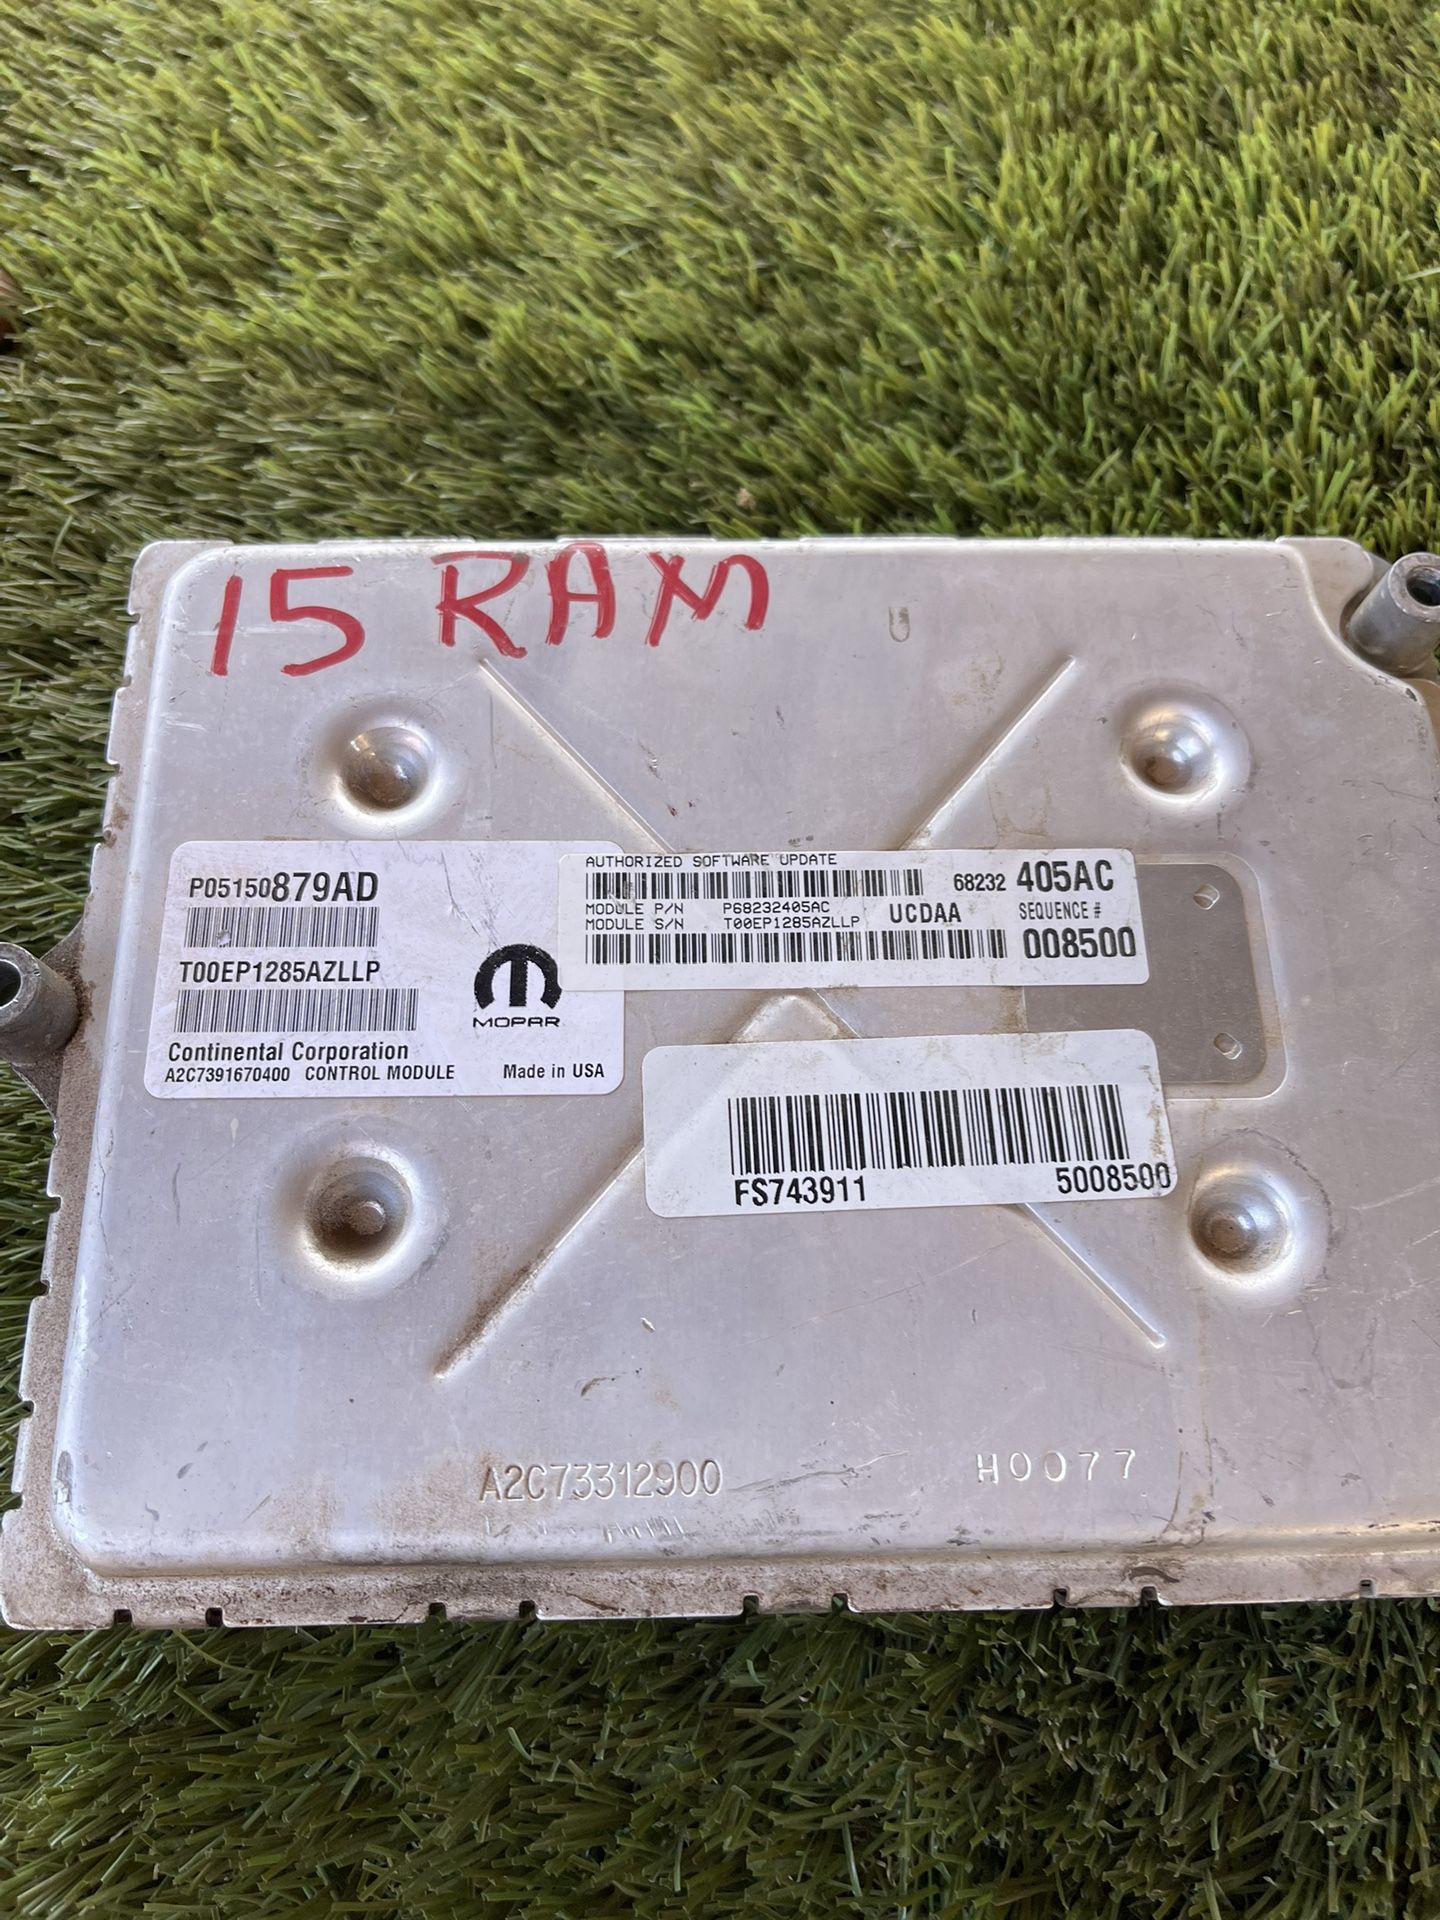 15 RAM
U
P05150879AD
T00EP1285AZLLP
MOPAR
Continental Corporation
A2C7391670400 CONTROL MODULE Made in USA
AUTHORIZED SOFTWARE UPDATE
68232 405AC
MODULE P/N P68232405AC UCDAA SEQUENCE #
MODULE S/N T00EP1285AZLLP
008500
FS743911 5008500
A2C73312900 H0077